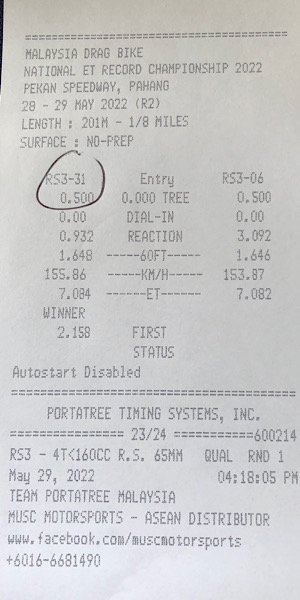 MALAYSIA DRAG BIKE
NATIONAL ET RECORD CHAMPIONSHIP 2022
PEKAN SPEEDWAY, PAHANG
28 - 29 MAY 2022 (R2)
LENGTH : 201M - 1/8 MILES
SURFACE : NO-PREP
RS3-31 Entry RS3-06
0.500 0.000 TREE 0.500
0.00 DIAL-IN 0.00
0.932 REACTION 3.092
1.648 -----60FT----- 1.646
155.86 -----KM/H----- 153.87
7.084 ------ET------ 7.082
WINNER
2.158 FIRST
STATUS
Autostart Disabled
PORTATREE TIMING SYSTEMS, INC.
================ 23/24 ===========600214
RS3 - 4T<160CC R.S. 65MM QUAL RND 1
May 29, 2022 04:18:05 PM
TEAM PORTATREE MALAYSIA
MUSC MOTORSPORTS - ASEAN DISTRIBUTOR
www.facebook.com/muscmotorsports
+6016-6681490